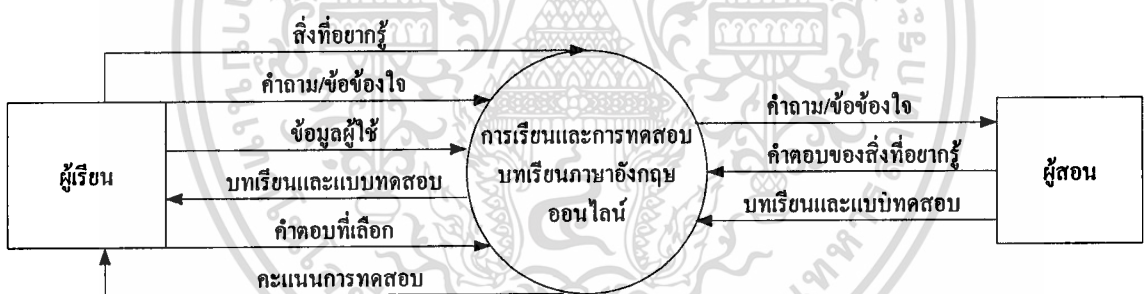 สิ่งที่อยากรู้
คำถาม/ข้อข้องใจ
ข้อมูลผู้ใช้
ผู้เรียน
บทเรียนและแบบทดสอบ
คำตอบที่เลือก
คะแนนการทดสอบ
การเรียนและการทดสอบ
บทเรียนภาษาอังกฤษ
ออนไลน์
คำถาม/ข้อข้องใจ
คำตอบของสิ่งที่อยากรู้
บทเรียนและแบบทดสอบ
ผู้สอน